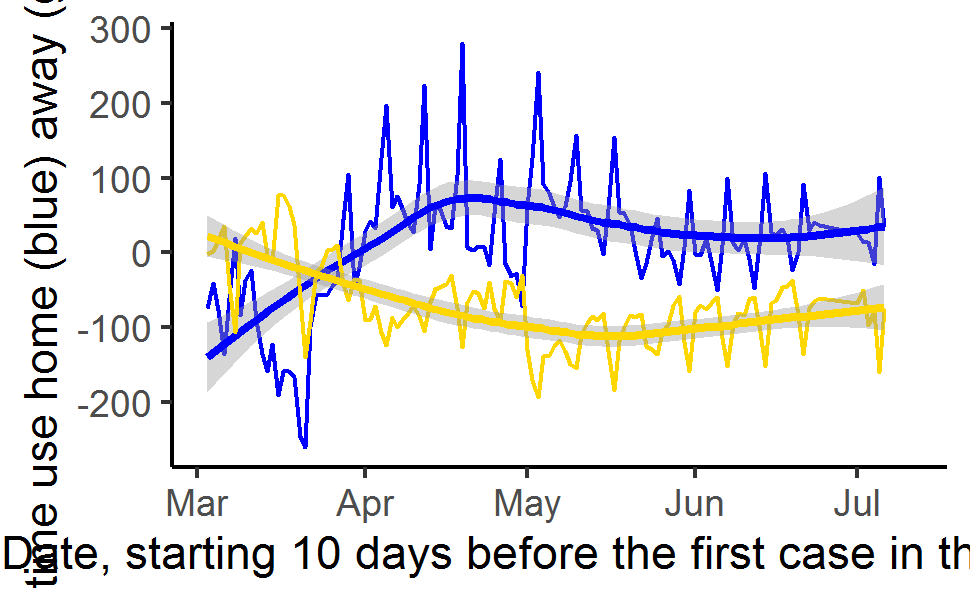 time use home (blue) away (
300
200
100
0
-100
-200
Mar Apr May Jun Jul
Date, starting 10 days before the first case in th